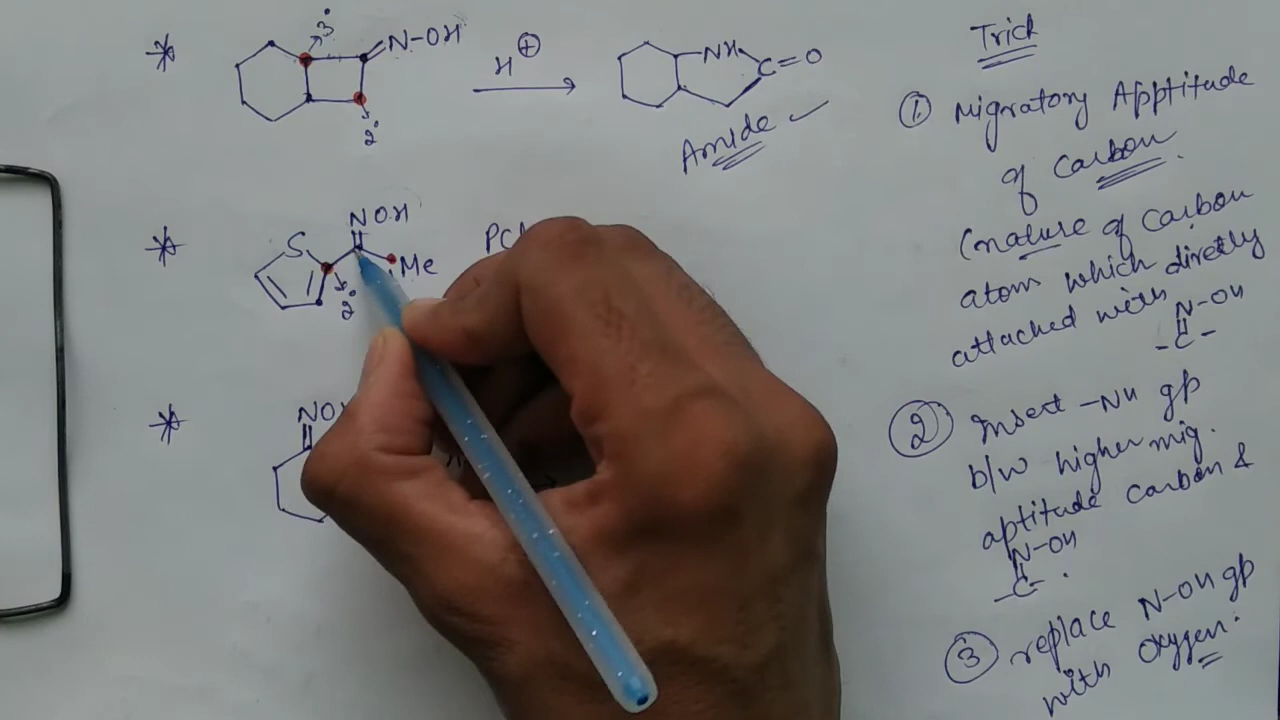 * 3° N-OH H⊕ NH C=O
2° Amide ✓
* S NOH Me PCl
2°
* NOH
Trick
① Migratory Apptitude
of Carbon.
(nature of Carbon
atom which directly
attached with N-OH
-C-
② Insert -NH gp
b/w higher mig.
aptitude Carbon &
N-OH
-C- .
③ replace N-OH gp
with oxygen.